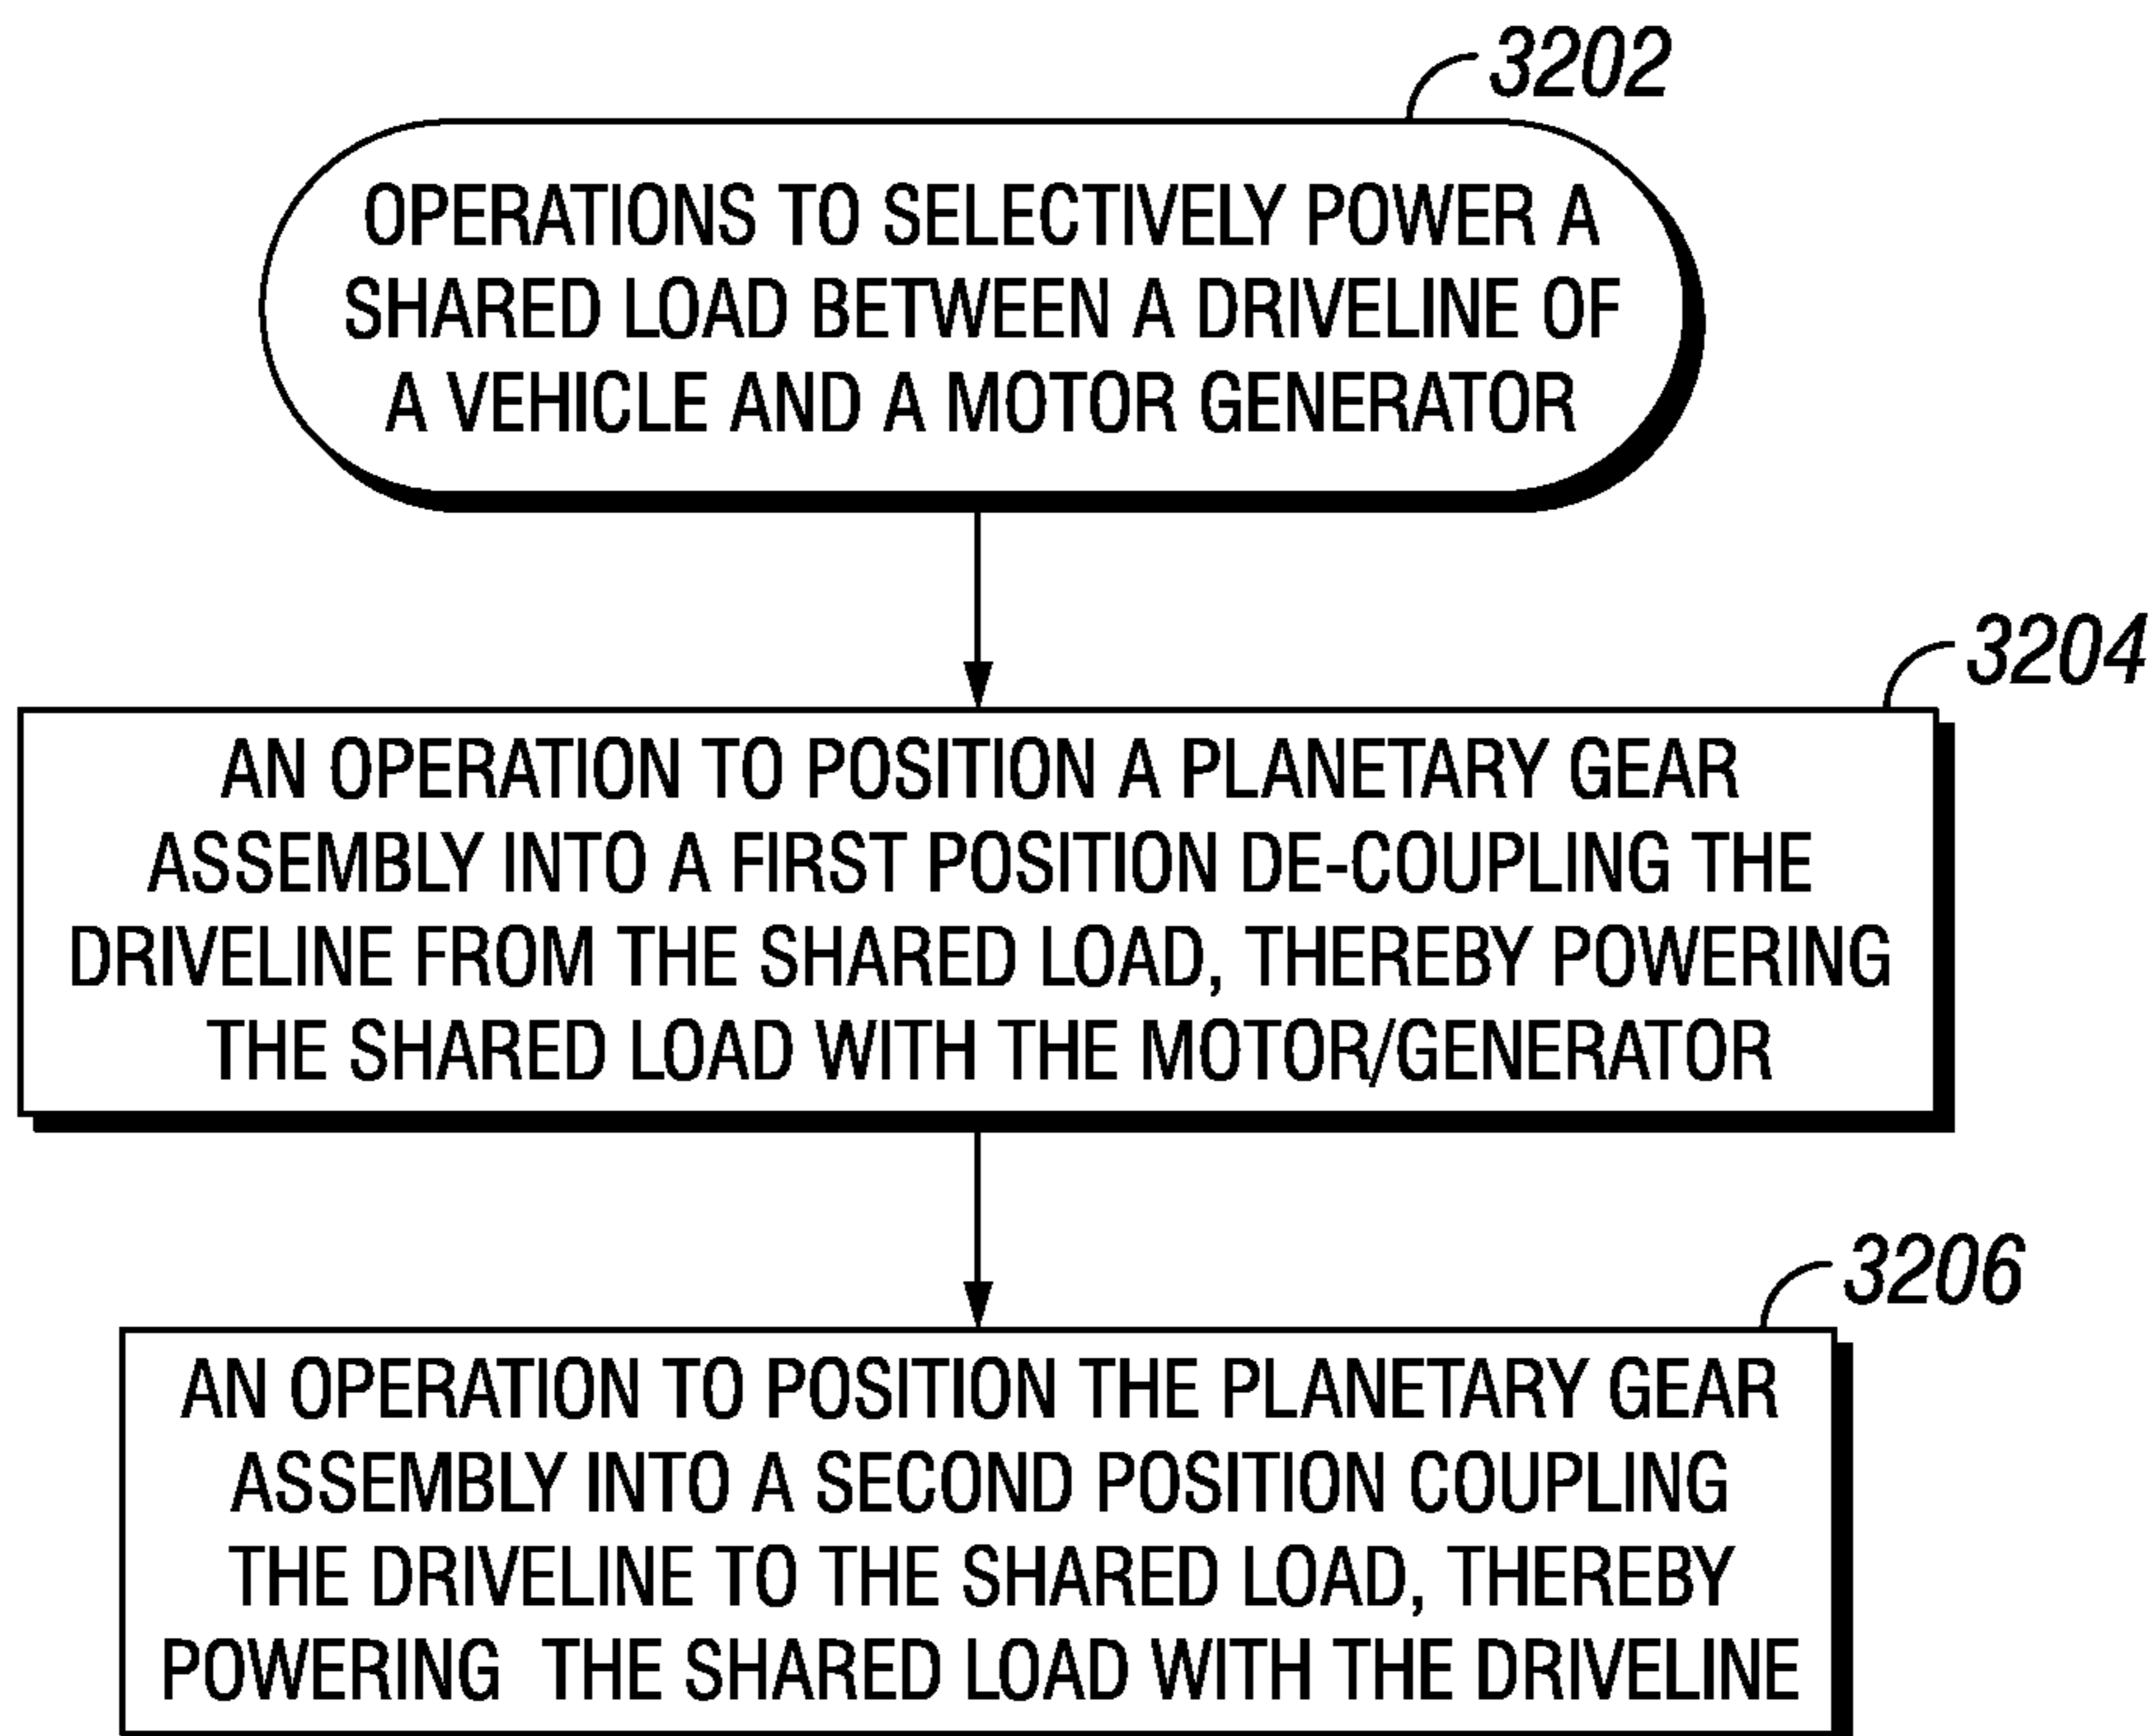 3202
OPERATIONS TO SELECTIVELY POWER A
SHARED LOAD BETWEEN A DRIVELINE OF
A VEHICLE AND A MOTOR GENERATOR
3204
AN OPERATION TO POSITION A PLANETARY GEAR
ASSEMBLY INTO A FIRST POSITION DE-COUPLING THE
DRIVELINE FROM THE SHARED LOAD, THEREBY POWERING
THE SHARED LOAD WITH THE MOTOR/GENERATOR
3206
AN OPERATION TO POSITION THE PLANETARY GEAR
ASSEMBLY INTO A SECOND POSITION COUPLING
THE DRIVELINE TO THE SHARED LOAD, THEREBY
POWERING THE SHARED LOAD WITH THE DRIVELINE